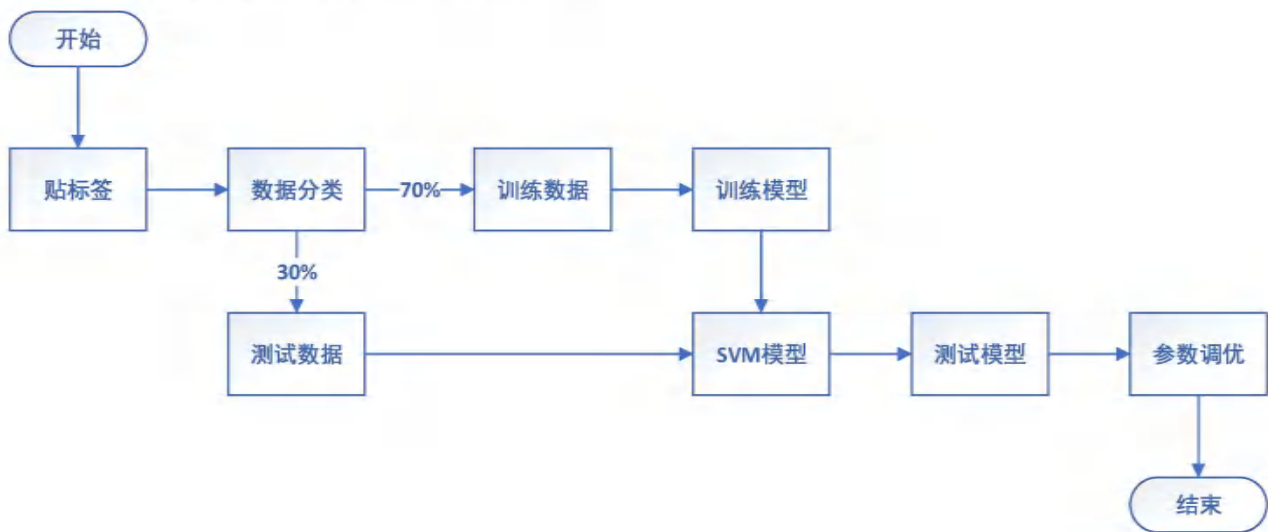 开始
贴标签
数据分类
70%
训练数据
训练模型
30%
测试数据
SVM模型
测试模型
参数调优
结束